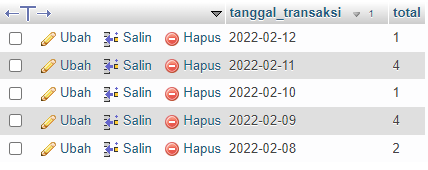 tanggal_transaksi 1 total
Ubah Salin Hapus 2022-02-12 1
Ubah Salin Hapus 2022-02-11 4
Ubah Salin Hapus 2022-02-10 1
Ubah Salin Hapus 2022-02-09 4
Ubah Salin Hapus 2022-02-08 2